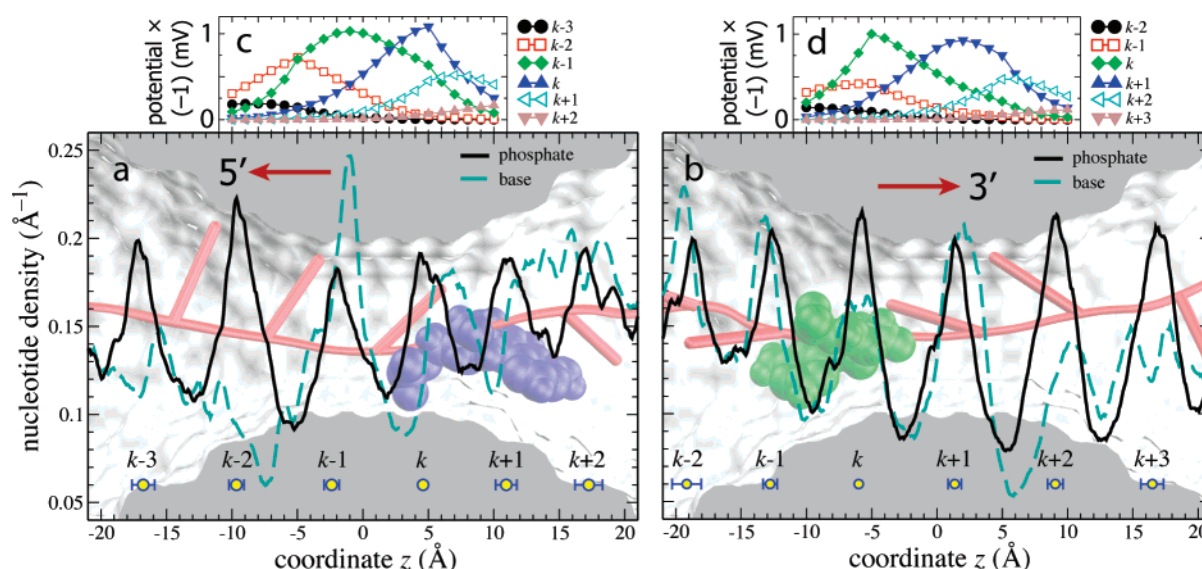 potential × (−1) (mV)
1
0
c
k-3
k-2
k-1
k
k+1
k+2
potential × (−1) (mV)
1
0
d
k-2
k-1
k
k+1
k+2
k+3
nucleotide density (Å⁻¹)
0.25
0.2
0.15
0.1
0.05
a
5′
phosphate
base
k-3 k-2 k-1 k k+1 k+2
-20 -15 -10 -5 0 5 10 15 20
coordinate z (Å)
b
3′
phosphate
base
k-2 k-1 k k+1 k+2 k+3
-20 -15 -10 -5 0 5 10 15 20
coordinate z (Å)